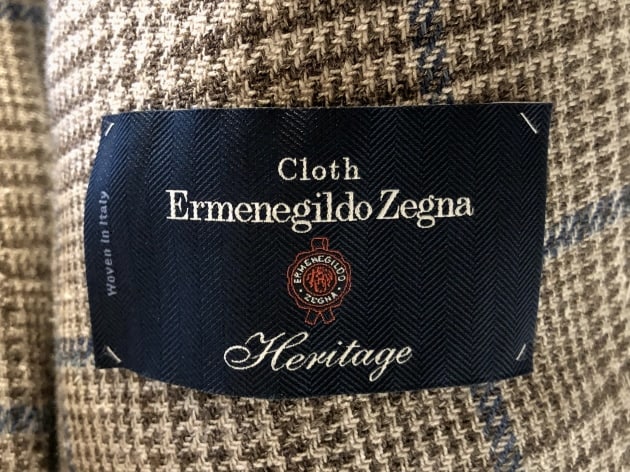 Cloth
Ermenegildo Zegna
ERMENEGILDO
ZEGNA
Heritage
Woven in Italy